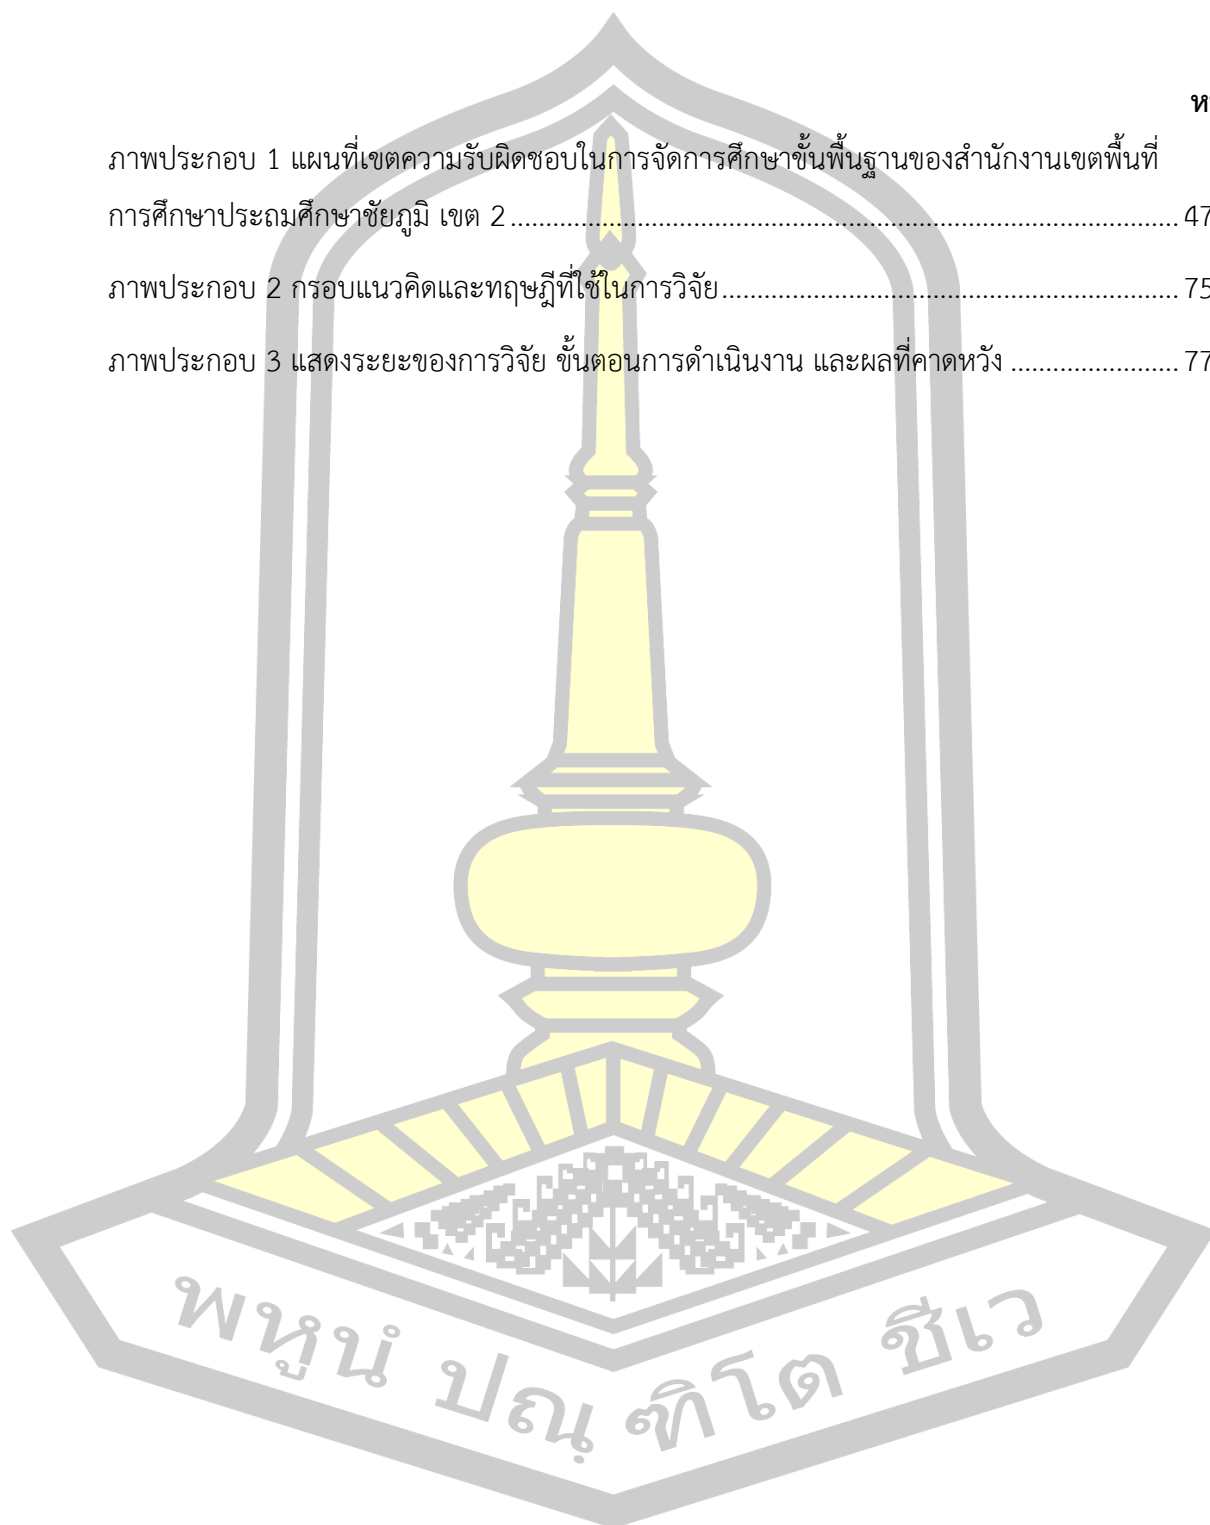 ภาพประกอบ 1 แผนที่เขตความรับผิดชอบในการจัดการศึกษาขั้นพื้นฐานของสำนักงานเขตพื้นที่
การศึกษาประถมศึกษาชัยภูมิ เขต 2 ................................................................................ 47
ภาพประกอบ 2 กรอบแนวคิดและทฤษฎีที่ใช้ในการวิจัย ....................................................... 75
ภาพประกอบ 3 แสดงระยะของการวิจัย ขั้นตอนการดำเนินงาน และผลที่คาดหวัง ...................... 77
พหูนํ ปณฺฑิโต ชีเว